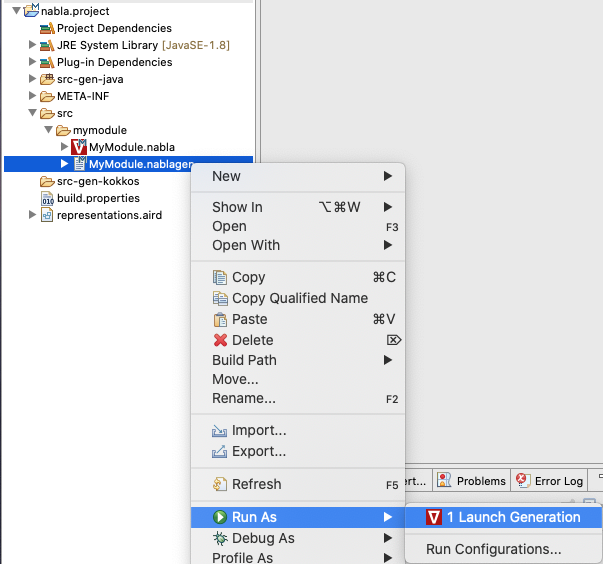 nabla.project
Project Dependencies
JRE System Library [JavaSE-1.8]
Plug-in Dependencies
src-gen-java
META-INF
src
mymodule
MyModule.nabla
MyModule.nablagen
src-gen-kokkos
build.properties
representations.aird
New
Show In ⌥⌘W
Open F3
Open With
Copy ⌘C
Copy Qualified Name
Paste ⌘V
Delete ⌦
Build Path
Move...
Rename... F2
Import...
Export...
Refresh F5
Run As
Debug As
Profile As
ert... Problems Error Log
1 Launch Generation
Run Configurations...